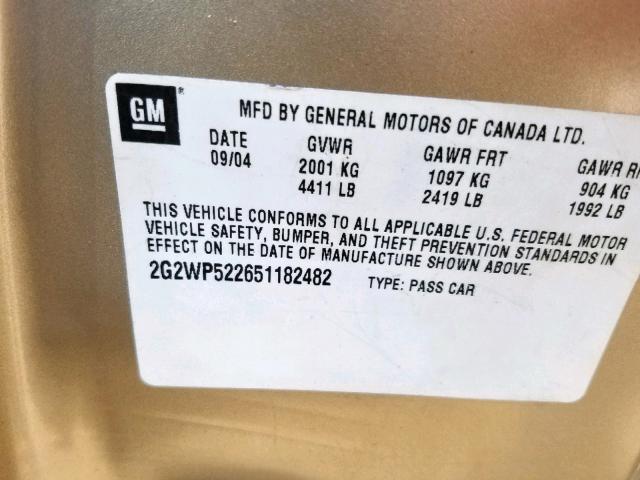 GM®
MFD BY GENERAL MOTORS OF CANADA LTD.
DATE GVWR GAWR FRT GAWR
09/04 2001 KG 1097 KG 904 KG
4411 LB 2419 LB 1992 LB
THIS VEHICLE CONFORMS TO ALL APPLICABLE U.S. FEDERAL MOTOR
VEHICLE SAFETY, BUMPER, AND THEFT PREVENTION STANDARDS IN
EFFECT ON THE DATE OF MANUFACTURE SHOWN ABOVE.
2G2WP522651182482 TYPE: PASS CAR